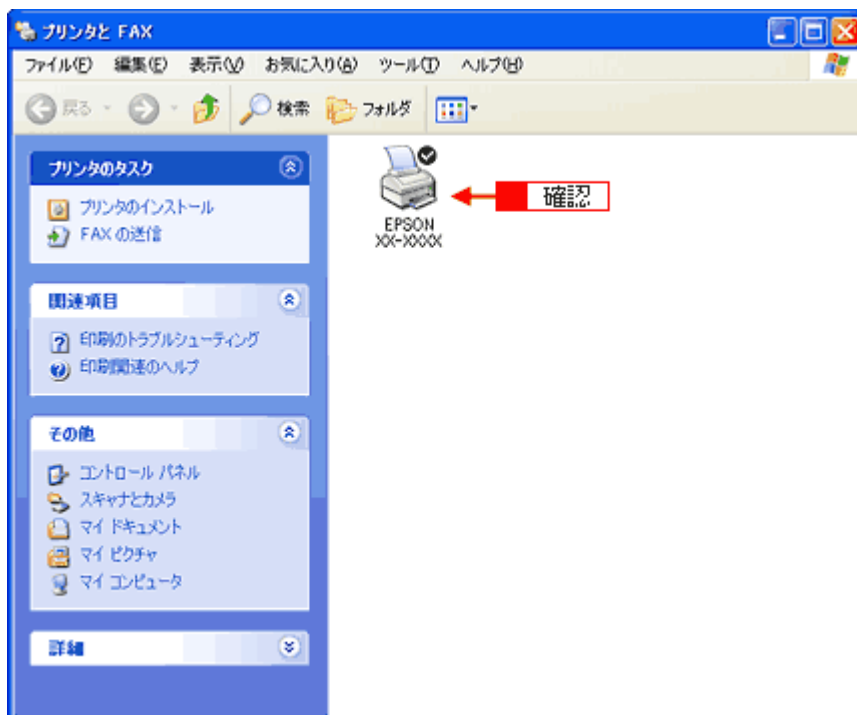 プリンタと FAX
ファイル(F) 編集(E) 表示(V) お気に入り(A) ツール(T) ヘルプ(H)
戻る 検索 フォルダ
プリンタのタスク
プリンタのインストール
FAX の送信
関連項目
印刷のトラブルシューティング
印刷関連のヘルプ
その他
コントロール パネル
スキャナとカメラ
マイ ドキュメント
マイ ピクチャ
マイ コンピュータ
詳細
EPSON
XX-XXXX
確認